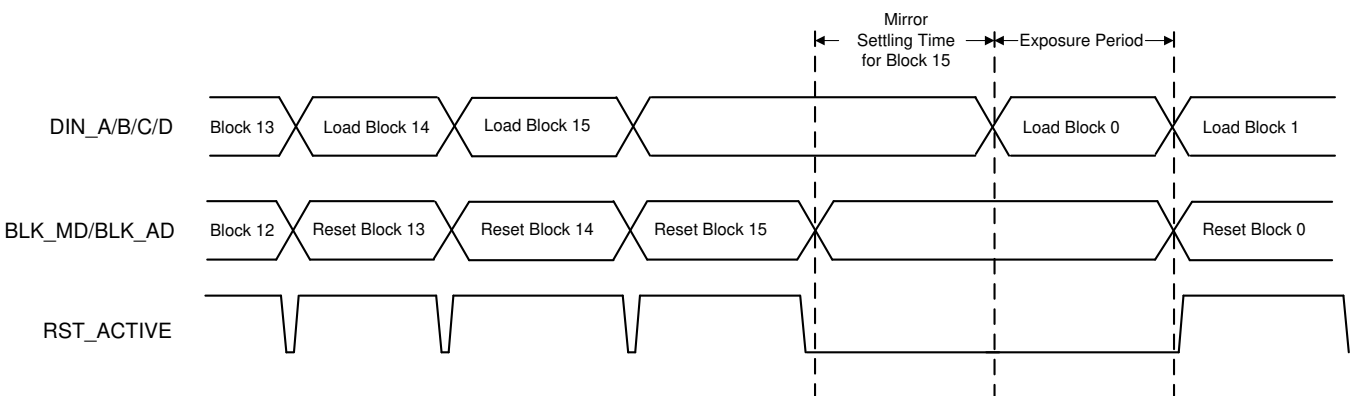 Mirror
Settling Time
for Block 15
Exposure Period
DIN_A/B/C/D
Block 13
Load Block 14
Load Block 15
Load Block 0
Load Block 1
BLK_MD/BLK_AD
Block 12
Reset Block 13
Reset Block 14
Reset Block 15
Reset Block 0
RST_ACTIVE